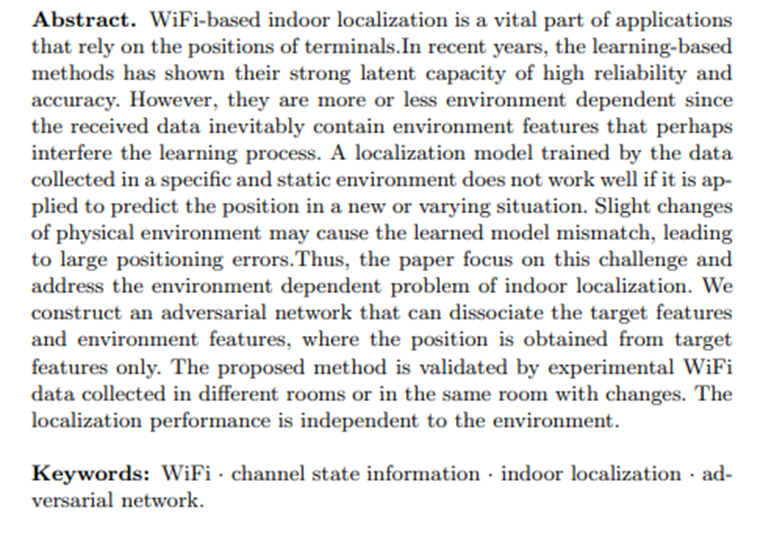 Abstract. WiFi-based indoor localization is a vital part of applications
that rely on the positions of terminals.In recent years, the learning-based
methods has shown their strong latent capacity of high reliability and
accuracy. However, they are more or less environment dependent since
the received data inevitably contain environment features that perhaps
interfere the learning process. A localization model trained by the data
collected in a specific and static environment does not work well if it is ap-
plied to predict the position in a new or varying situation. Slight changes
of physical environment may cause the learned model mismatch, leading
to large positioning errors.Thus, the paper focus on this challenge and
address the environment dependent problem of indoor localization. We
construct an adversarial network that can dissociate the target features
and environment features, where the position is obtained from target
features only. The proposed method is validated by experimental WiFi
data collected in different rooms or in the same room with changes. The
localization performance is independent to the environment.
Keywords: WiFi · channel state information · indoor localization · ad-
versarial network.